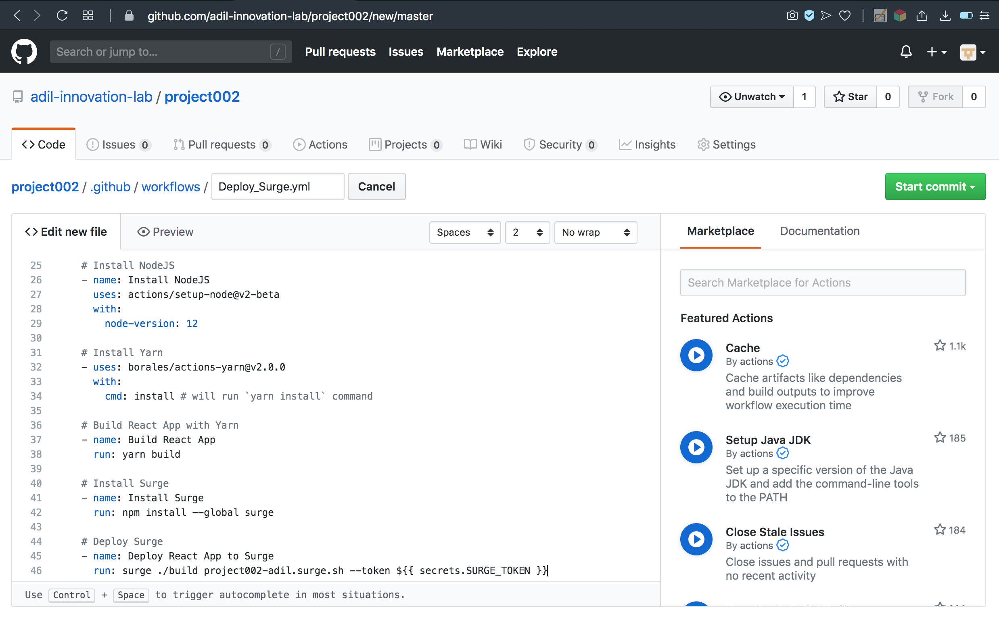 github.com/adil-innovation-lab/project002/new/master
Search or jump to... /
Pull requests Issues Marketplace Explore
adil-innovation-lab / project002
Unwatch 1 Star 0 Fork 0
Code Issues 0 Pull requests 0 Actions Projects 0 Wiki Security 0 Insights Settings
project002 / .github / workflows / Deploy_Surge.yml Cancel Start commit
Edit new file Preview Spaces 2 No wrap
25 # Install NodeJS
26 - name: Install NodeJS
27 uses: actions/setup-node@v2-beta
28 with:
29 node-version: 12
30
31 # Install Yarn
32 - uses: borales/actions-yarn@v2.0.0
33 with:
34 cmd: install # will run `yarn install` command
35
36 # Build React App with Yarn
37 - name: Build React App
38 run: yarn build
39
40 # Install Surge
41 - name: Install Surge
42 run: npm install --global surge
43
44 # Deploy Surge
45 - name: Deploy React App to Surge
46 run: surge ./build project002-adil.surge.sh --token ${{ secrets.SURGE_TOKEN }}
Use Control + Space to trigger autocomplete in most situations.
Marketplace Documentation
Search Marketplace for Actions
Featured Actions
Cache 1.1k
By actions
Cache artifacts like dependencies
and build outputs to improve
workflow execution time
Setup Java JDK 185
By actions
Set up a specific version of the Java
JDK and add the command-line tools
to the PATH
Close Stale Issues 184
By actions
Close issues and pull requests with
no recent activity